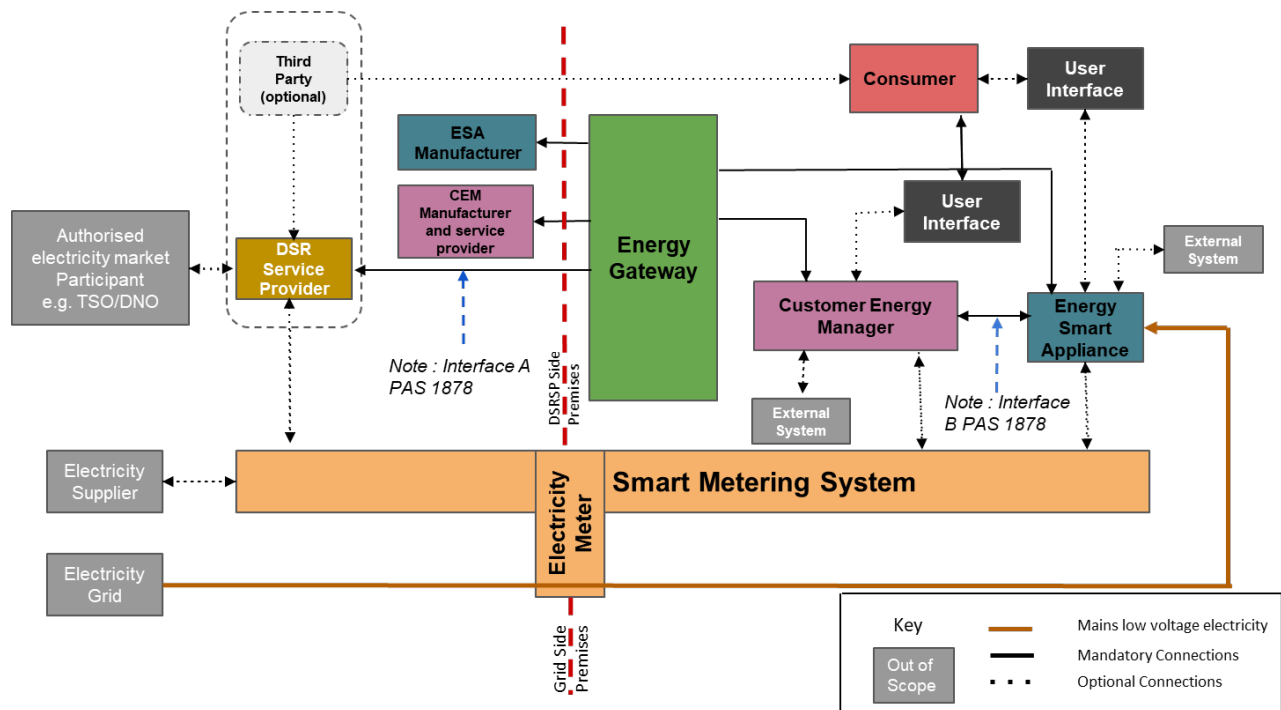 Third
Party
(optional)
Consumer
User
Interface
ESA
Manufacturer
CEM
Manufacturer
and service
provider
User
Interface
Energy
Gateway
Authorised
electricity market
Participant
e.g. TSO/DNO
DSR
Service
Provider
External
System
Customer Energy
Manager
Energy
Smart
Appliance
Note : Interface A
PAS 1878
DSRSP Side
Premises
External
System
Note : Interface
B PAS 1878
Electricity
Supplier
Smart Metering System
Electricity
Meter
Electricity
Grid
Grid Side
Premises
Key
Out of
Scope
Mains low voltage electricity
Mandatory Connections
Optional Connections